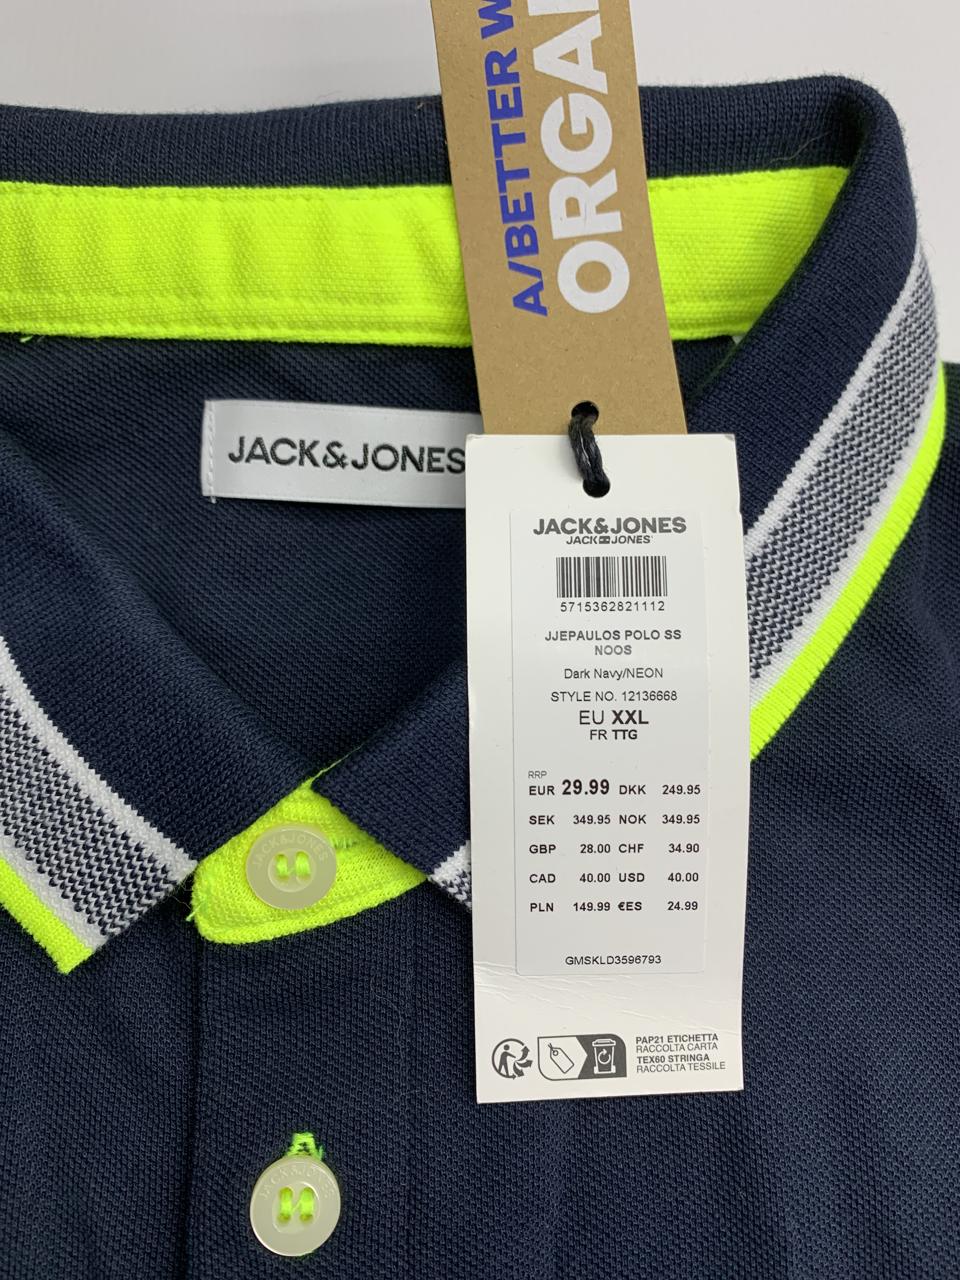 A/BETTER W
ORGA
JACK&JONES
JACK&JONES
JACK JONES
5715362821112
JJEPAULOS POLO SS
NOOS
Dark Navy/NEON
STYLE NO. 12136668
EU XXL
FR TTG
RRP
EUR 29.99 DKK 249.95
SEK 349.95 NOK 349.95
GBP 28.00 CHF 34.90
CAD 40.00 USD 40.00
PLN 149.99 €ES 24.99
GMSKLD3596793
PAP21 ETICHETTA
RACCOLTA CARTA
TEX60 STRINGA
RACCOLTA TESSILE
JACK&JONES
JACK&JONES